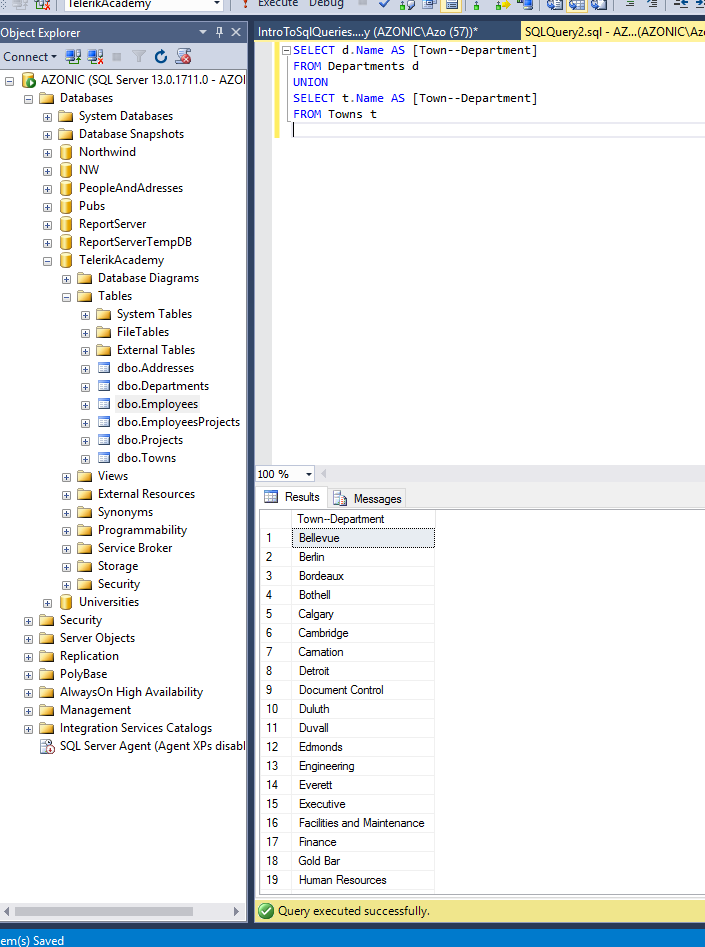 TelerikAcademy
Execute Debug
Object Explorer
Connect
AZONIC (SQL Server 13.0.1711.0 - AZOI
Databases
System Databases
Database Snapshots
Northwind
NW
PeopleAndAdresses
Pubs
ReportServer
ReportServerTempDB
TelerikAcademy
Database Diagrams
Tables
System Tables
FileTables
External Tables
dbo.Addresses
dbo.Departments
dbo.Employees
dbo.EmployeesProjects
dbo.Projects
dbo.Towns
Views
External Resources
Synonyms
Programmability
Service Broker
Storage
Security
Universities
Security
Server Objects
Replication
PolyBase
AlwaysOn High Availability
Management
Integration Services Catalogs
SQL Server Agent (Agent XPs disabl
IntroToSqlQueries....y (AZONIC\Azo (57))*
SQLQuery2.sql - AZ...(AZONIC\Azo
SELECT d.Name AS [Town--Department]
FROM Departments d
UNION
SELECT t.Name AS [Town--Department]
FROM Towns t
100 %
Results Messages
Town--Department
1 Bellevue
2 Berlin
3 Bordeaux
4 Bothell
5 Calgary
6 Cambridge
7 Carnation
8 Detroit
9 Document Control
10 Duluth
11 Duvall
12 Edmonds
13 Engineering
14 Everett
15 Executive
16 Facilities and Maintenance
17 Finance
18 Gold Bar
19 Human Resources
Query executed successfully.
em(s) Saved